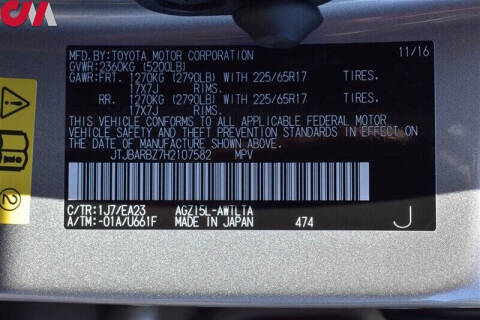 CIM
MFD.BY:TOYOTA MOTOR CORPORATION 11/16
GVWR:2360KG (5200LB)
GAWR: FRT. 1270KG (2790LB) WITH 225/65R17 TIRES,
17X7J RIMS,
RR. 1270KG (2790LB) WITH 225/65R17 TIRES,
17X7J RIMS,
THIS VEHICLE CONFORMS TO ALL APPLICABLE FEDERAL MOTOR
VEHICLE SAFETY AND THEFT PREVENTION STANDARDS IN EFFECT ON
THE DATE OF MANUFACTURE SHOWN ABOVE.
JTJBARBZ7H2107582 MPV
C/TR:1J7/EA23 AGZ15L-AWTLTA
A/TM:-01A/U661F MADE IN JAPAN 474 J
2